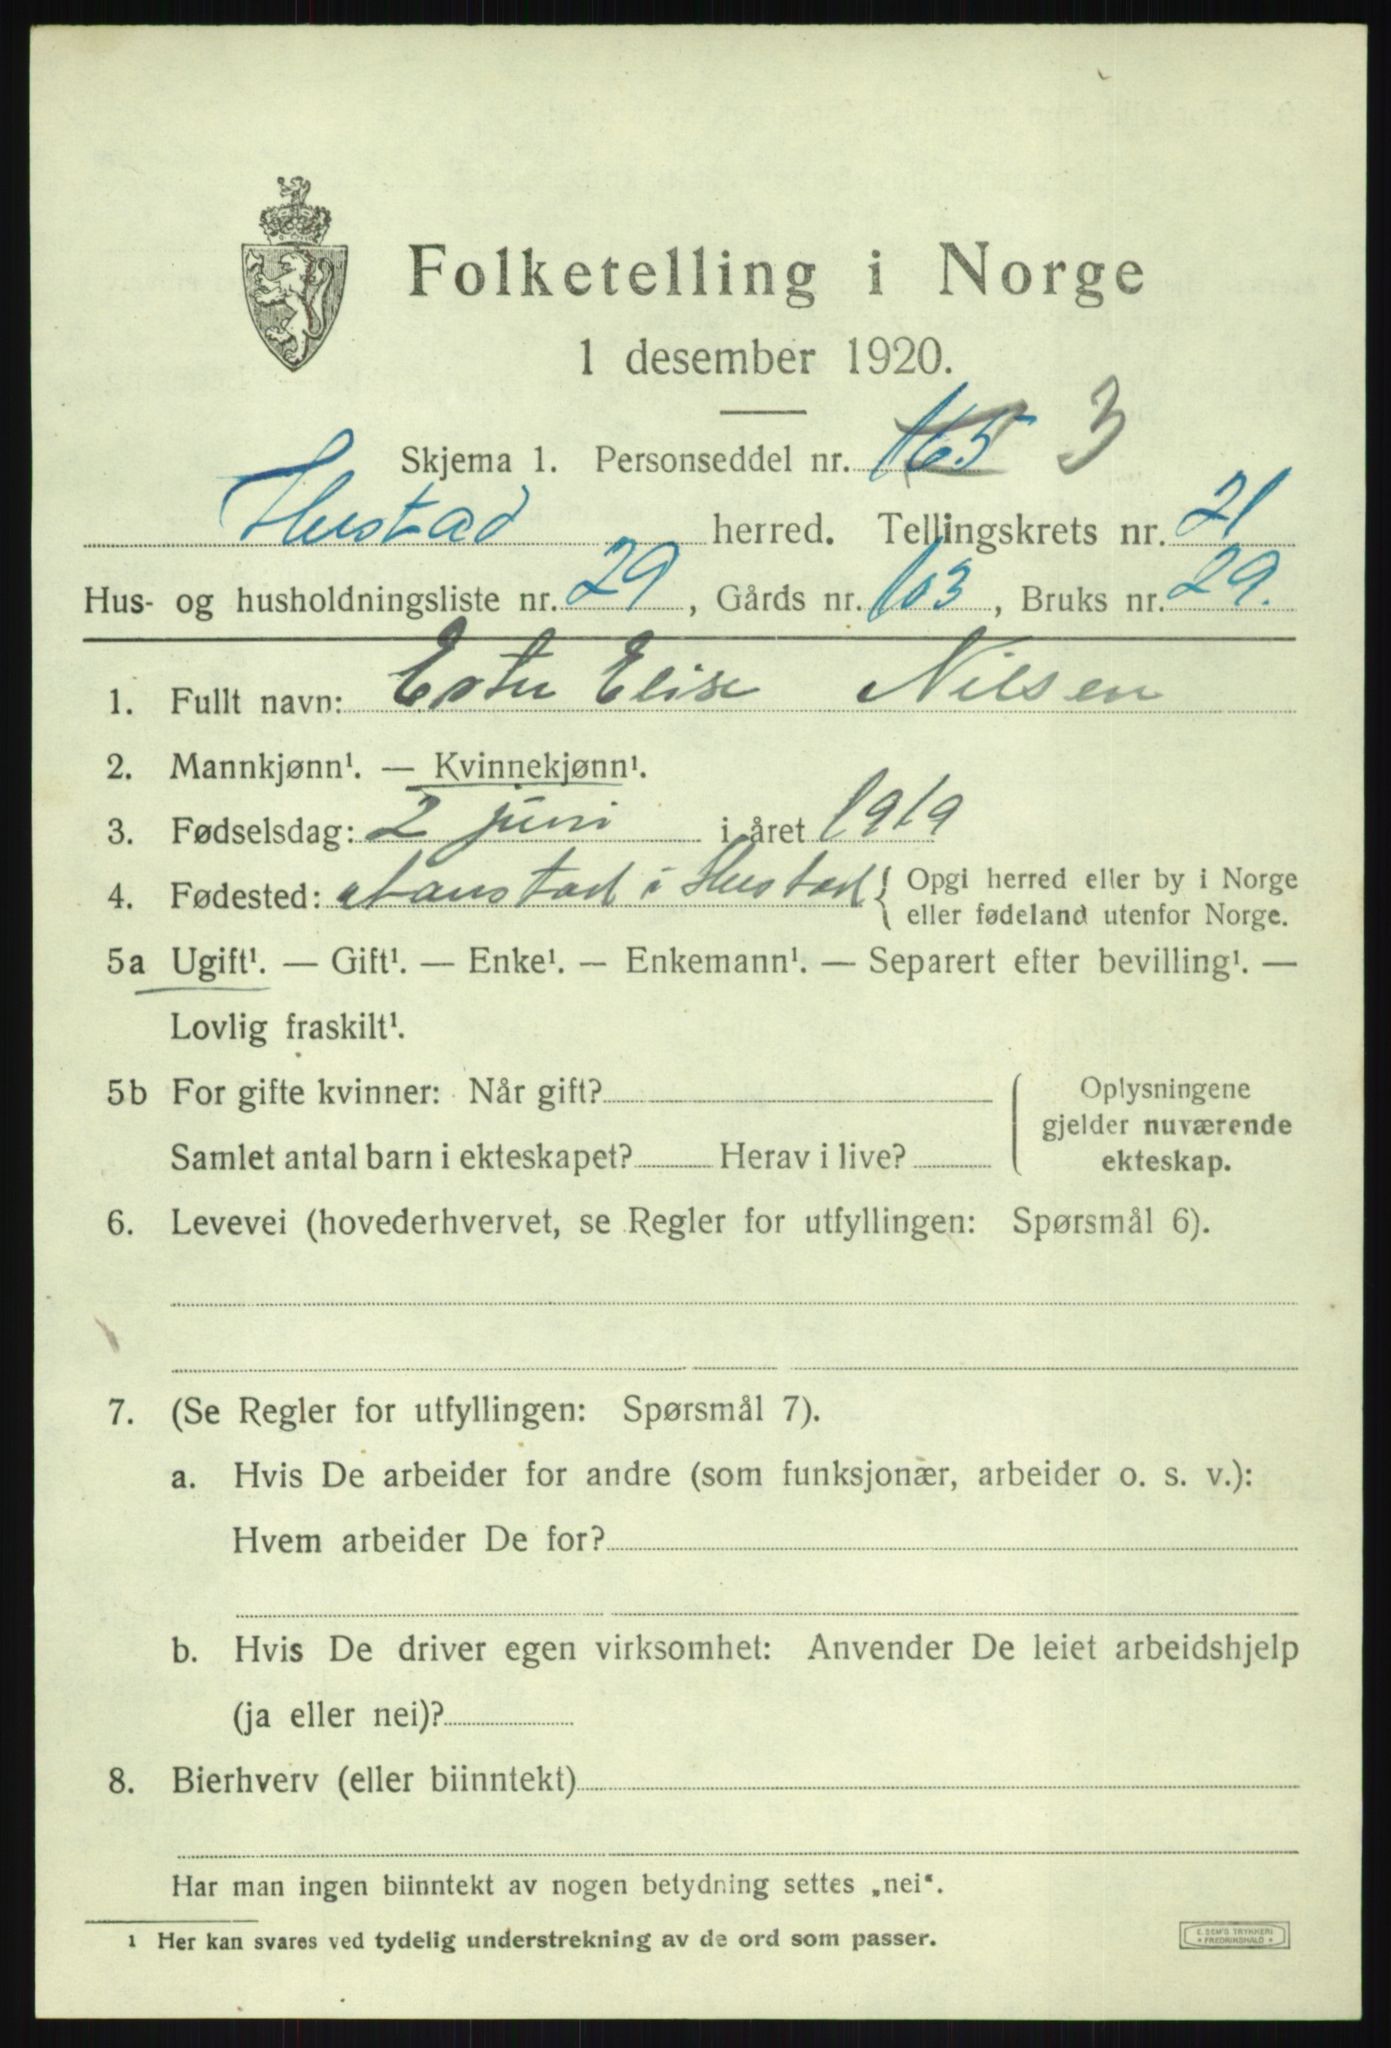 Folketelling i Norge
1 desember 1920.
Skjema 1. Personseddel nr. 165 3
Hustad herred. Tellingskrets nr. 21
Hus- og husholdningsliste nr. 29, Gårds nr. 103, Bruks nr. 29.
1. Fullt navn: Ester Elise Nilsen
2. Mannkjønn¹. — Kvinnekjønn¹.
3. Fødselsdag: 2 juni i året 1919
4. Fødested: i Hustad { Opgi herred eller by i Norge
eller fødeland utenfor Norge.
5a Ugift¹. — Gift¹. — Enke¹. — Enkemann¹. — Separert efter bevilling¹. —
Lovlig fraskilt¹.
5b For gifte kvinner: Når gift?
Samlet antal barn i ekteskapet? Herav i live?
Oplysningene
gjelder nuværende
ekteskap.
6. Levevei (hovederhvervet, se Regler for utfyllingen: Spørsmål 6).
7. (Se Regler for utfyllingen: Spørsmål 7).
a. Hvis De arbeider for andre (som funksjonær, arbeider o. s. v.):
Hvem arbeider De for?
b. Hvis De driver egen virksomhet: Anvender De leiet arbeidshjelp
(ja eller nei)?
8. Bierhverv (eller biinntekt)
Har man ingen biinntekt av nogen betydning settes „nei“.
¹ Her kan svares ved tydelig understrekning av de ord som passer.
E. SEM'S TRYKKERI
* FREDRIKSHALD *